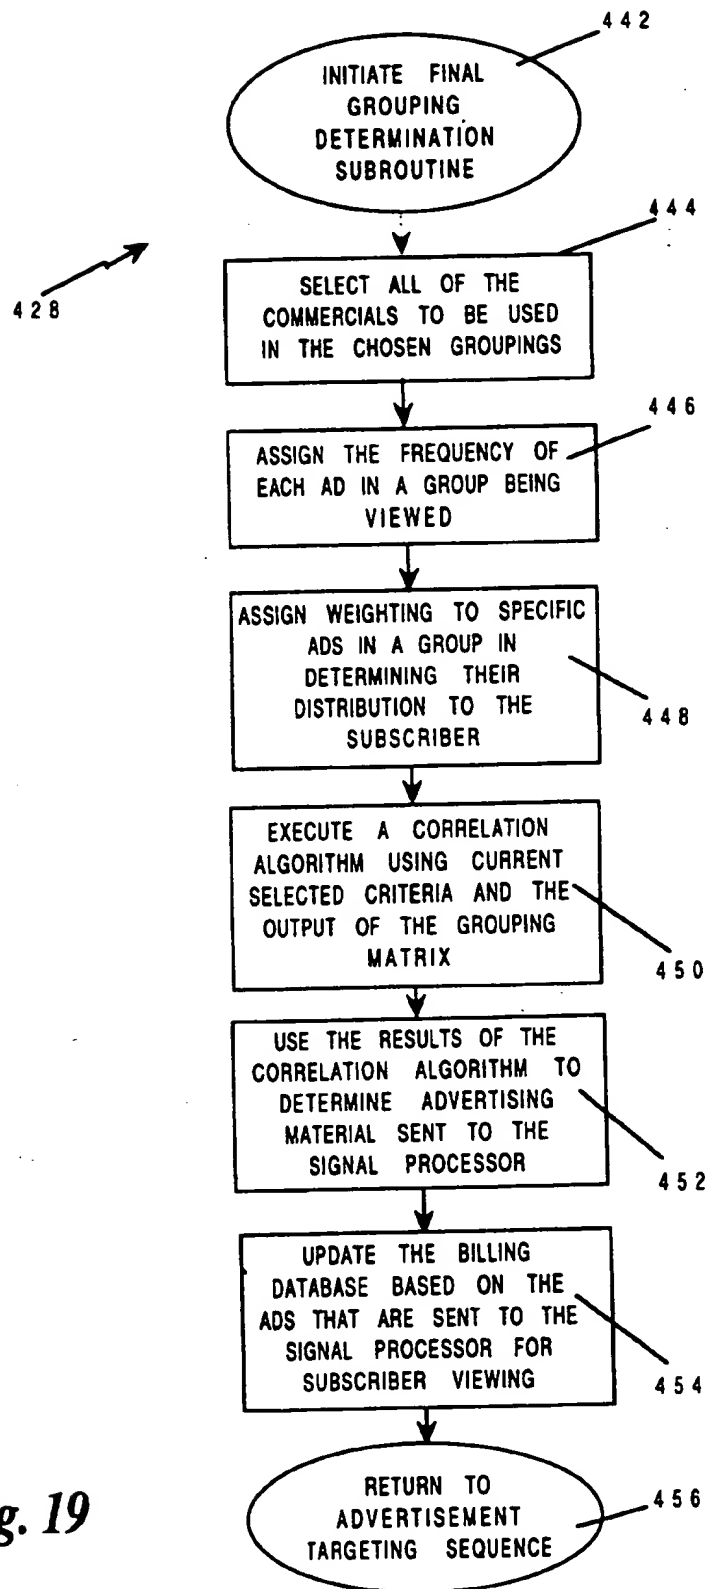 442
INITIATE FINAL
GROUPING
DETERMINATION
SUBROUTINE
444
428
SELECT ALL OF THE
COMMERCIALS TO BE USED
IN THE CHOSEN GROUPINGS
446
ASSIGN THE FREQUENCY OF
EACH AD IN A GROUP BEING
VIEWED
ASSIGN WEIGHTING TO SPECIFIC
ADS IN A GROUP IN
DETERMINING THEIR
DISTRIBUTION TO THE
SUBSCRIBER
448
EXECUTE A CORRELATION
ALGORITHM USING CURRENT
SELECTED CRITERIA AND THE
OUTPUT OF THE GROUPING
MATRIX
450
USE THE RESULTS OF THE
CORRELATION ALGORITHM TO
DETERMINE ADVERTISING
MATERIAL SENT TO THE
SIGNAL PROCESSOR
452
UPDATE THE BILLING
DATABASE BASED ON THE
ADS THAT ARE SENT TO THE
SIGNAL PROCESSOR FOR
SUBSCRIBER VIEWING
454
RETURN TO
ADVERTISEMENT
TARGETING SEQUENCE
456
g. 19